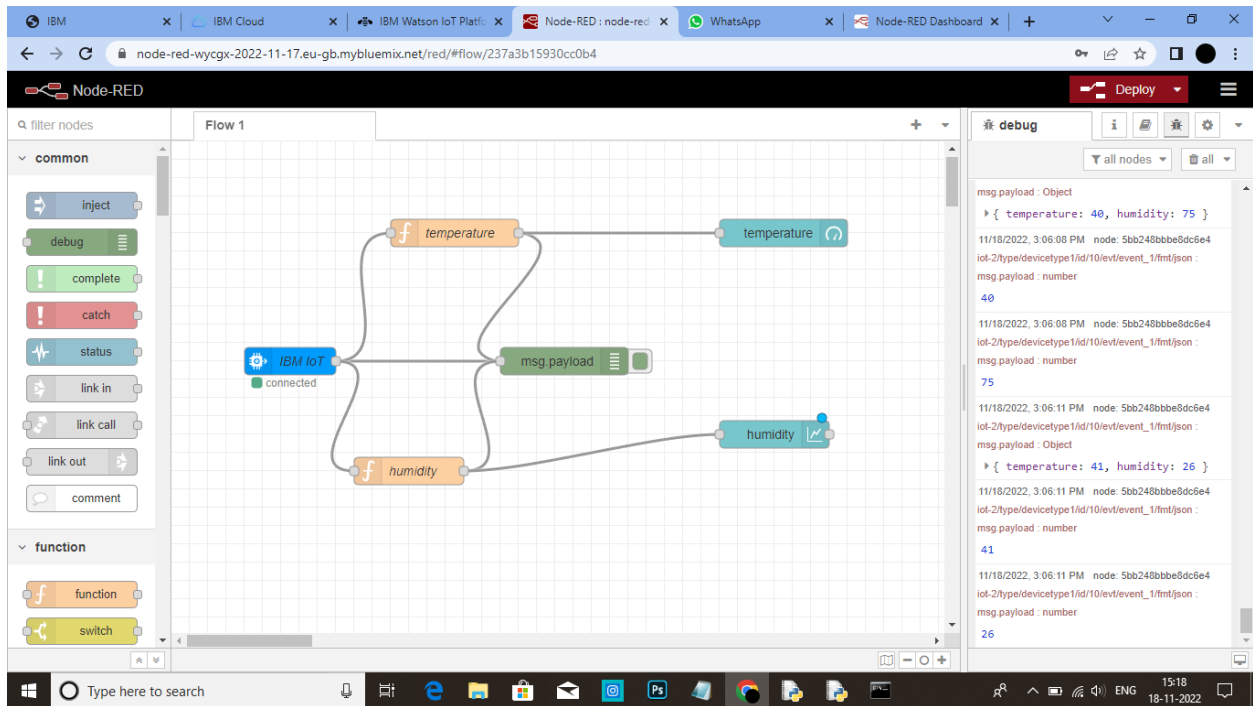 IBM
IBM Cloud
IBM Watson IoT Platfo
Node-RED : node-red
WhatsApp
Node-RED Dashboard
node-red-wycgx-2022-11-17.eu-gb.mybluemix.net/red/#flow/237a3b15930cc0b4
Node-RED
Deploy
filter nodes
Flow 1
debug
i
all nodes
all
common
inject
debug
complete
catch
status
link in
link call
link out
comment
function
f function
switch
f temperature
temperature
IBM IoT
connected
msg.payload
humidity
f humidity
msg.payload : Object
{ temperature: 40, humidity: 75 }
11/18/2022, 3:06:08 PM node: 5bb248bbbe8dc6e4
iot-2/type/devicetype1/id/10/evt/event_1/fmt/json :
msg.payload : number
40
11/18/2022, 3:06:08 PM node: 5bb248bbbe8dc6e4
iot-2/type/devicetype1/id/10/evt/event_1/fmt/json :
msg.payload : number
75
11/18/2022, 3:06:11 PM node: 5bb248bbbe8dc6e4
iot-2/type/devicetype1/id/10/evt/event_1/fmt/json :
msg.payload : Object
{ temperature: 41, humidity: 26 }
11/18/2022, 3:06:11 PM node: 5bb248bbbe8dc6e4
iot-2/type/devicetype1/id/10/evt/event_1/fmt/json :
msg.payload : number
41
11/18/2022, 3:06:11 PM node: 5bb248bbbe8dc6e4
iot-2/type/devicetype1/id/10/evt/event_1/fmt/json :
msg.payload : number
26
Type here to search
Ps
ENG
15:18
18-11-2022